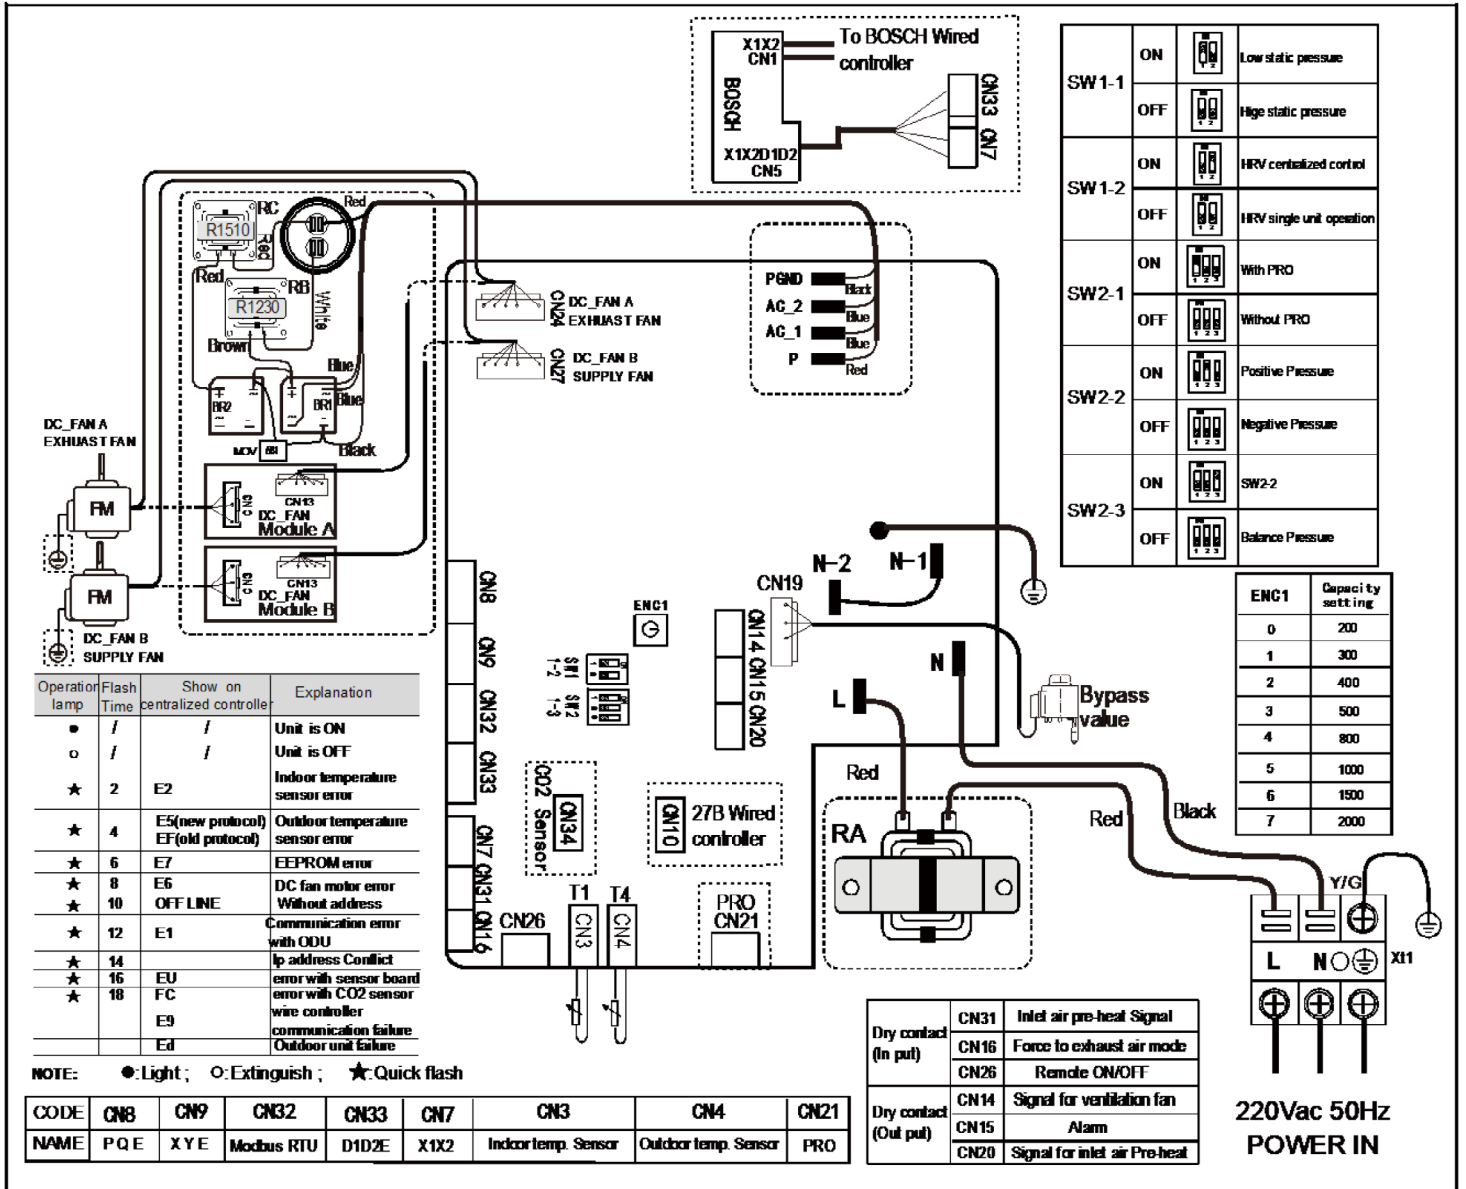 X1X2
CN1
To BOSCH Wired
controller
BOSCH
CN33
CN7
X1X2D1D2
CN5
SW1-1
ON
Low static pressure
OFF
Hige static pressure
SW1-2
ON
HRV centralized control
OFF
HRV single unit operation
SW2-1
ON
With PRO
OFF
Without PRO
SW2-2
ON
Positive Pressure
OFF
Negative Pressure
SW2-3
ON
SW2-2
OFF
Balance Pressure
RC
Red
R1510
Red
Red
RB
R1230
White
Brown
Blue
BR2
BR1
Blue
MOV
Black
CN24
DC_FAN A
EXHUAST FAN
CN27
DC_FAN B
SUPPLY FAN
PGND
Black
AC_2
Blue
AC_1
Blue
P
Red
DC_FAN A
EXHUAST FAN
FM
CN13
DC_FAN
Module A
CN13
DC_FAN
Module B
FM
DC_FAN B
SUPPLY FAN
CN8
CN9
CN32
CN33
CN7
CN31
CN16
ENC1
SW1
1-2
SW2
1-3
CN14
CN15
CN20
CN19
N-2
N-1
N
L
Bypass
value
ENC1
Capacity
setting
0 200
1 300
2 400
3 500
4 800
5 1000
6 1500
7 2000
Operation
lamp
Flash
Time
Show on
centralized controller
Explanation
● / / Unit is ON
○ / / Unit is OFF
★ 2 E2 Indoor temperature
sensor error
★ 4 E5(new protocol)
EF(old protocol)
Outdoor temperature
sensor error
★ 6 E7 EEPROM error
★ 8 E6 DC fan motor error
★ 10 OFF LINE Without address
★ 12 E1 Communication error
with ODU
★ 14 Ip address Conflict
★ 16 EU error with sensor board
★ 18 FC error with CO2 sensor
E9 wire controller
communication failure
Ed Outdoor unit failure
NOTE: ●:Light ; O:Extinguish ; ★:Quick flash
CO2 Sensor
CN34
CN10
27B Wired
controller
CN26
T1
CN3
T4
CN4
PRO
CN21
Red
RA
Red
Black
Y/G
L
N
Xt1
220Vac 50Hz
POWER IN
Dry contact
(In put)
CN31 Inlet air pre-heat Signal
CN16 Force to exhaust air mode
CN26 Remote ON/OFF
Dry contact
(Out put)
CN14 Signal for ventilation fan
CN15 Alarm
CN20 Signal for inlet air Pre-heat
CODE CN8 CN9 CN32 CN33 CN7 CN3 CN4 CN21
NAME PQE XYE Modbus RTU D1D2E X1X2 Indoor temp. Sensor Outdoor temp. Sensor PRO